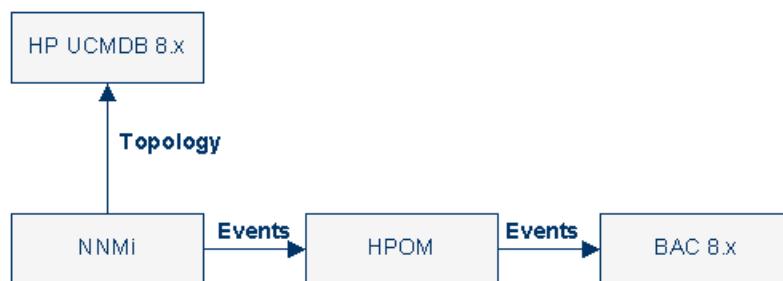 HP UCMDB 8.x
Topology
NNMi
Events
HPOM
Events
BAC 8.x